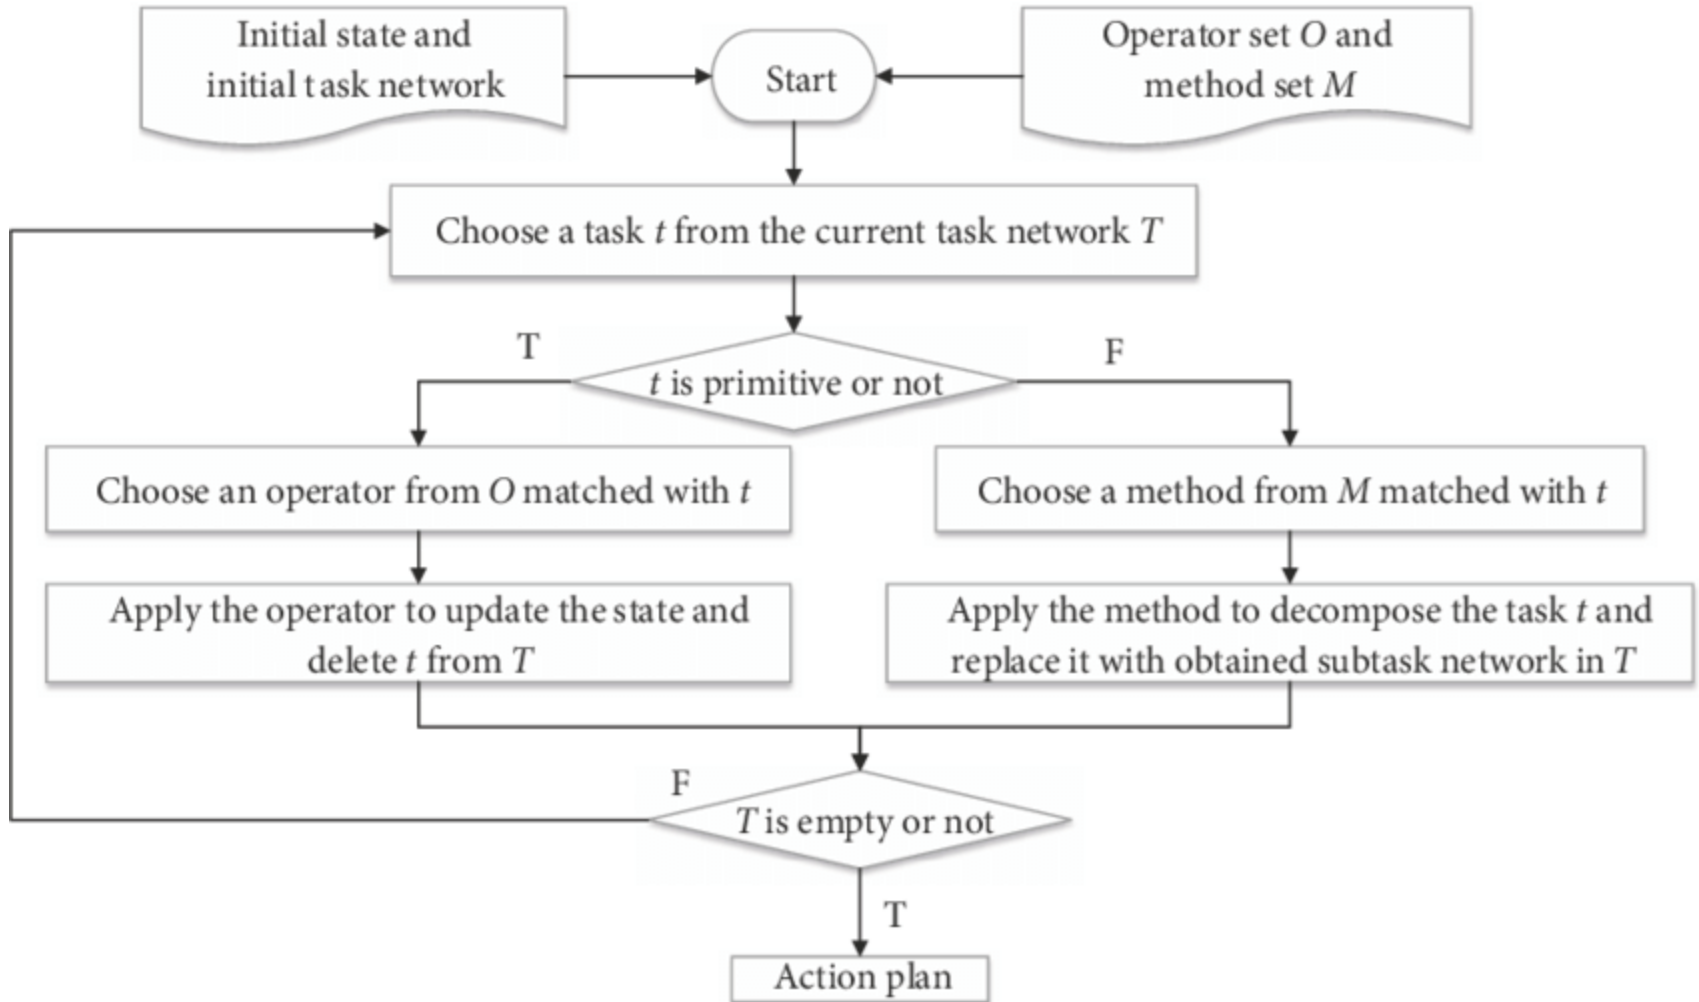 Initial state and
initial task network
Start
Operator set O and
method set M
Choose a task t from the current task network T
T
F
t is primitive or not
Choose an operator from O matched with t
Choose a method from M matched with t
Apply the operator to update the state and
delete t from T
Apply the method to decompose the task t and
replace it with obtained subtask network in T
F
T is empty or not
T
Action plan